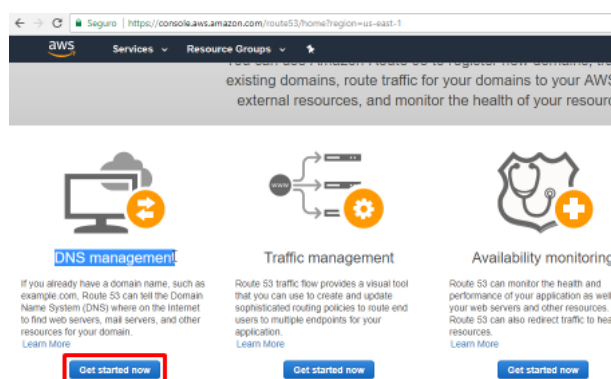 Seguro | https://console.aws.amazon.com/route53/home?region=us-east-1
aws Services Resource Groups
existing domains, route traffic for your domains to your AWS
external resources, and monitor the health of your resour
www
DNS management
Traffic management
Availability monitoring
If you already have a domain name, such as
example.com, Route 53 can tell the Domain
Name System (DNS) where on the Internet
to find web servers, mail servers, and other
resources for your domain.
Learn More
Route 53 traffic flow provides a visual tool
that you can use to create and update
sophisticated routing policies to route end
users to multiple endpoints for your
application.
Learn More
Route 53 can monitor the health and
performance of your application as well
your web servers and other resources.
Route 53 can also redirect traffic to hea
resources.
Learn More
Get started now
Get started now
Get started now